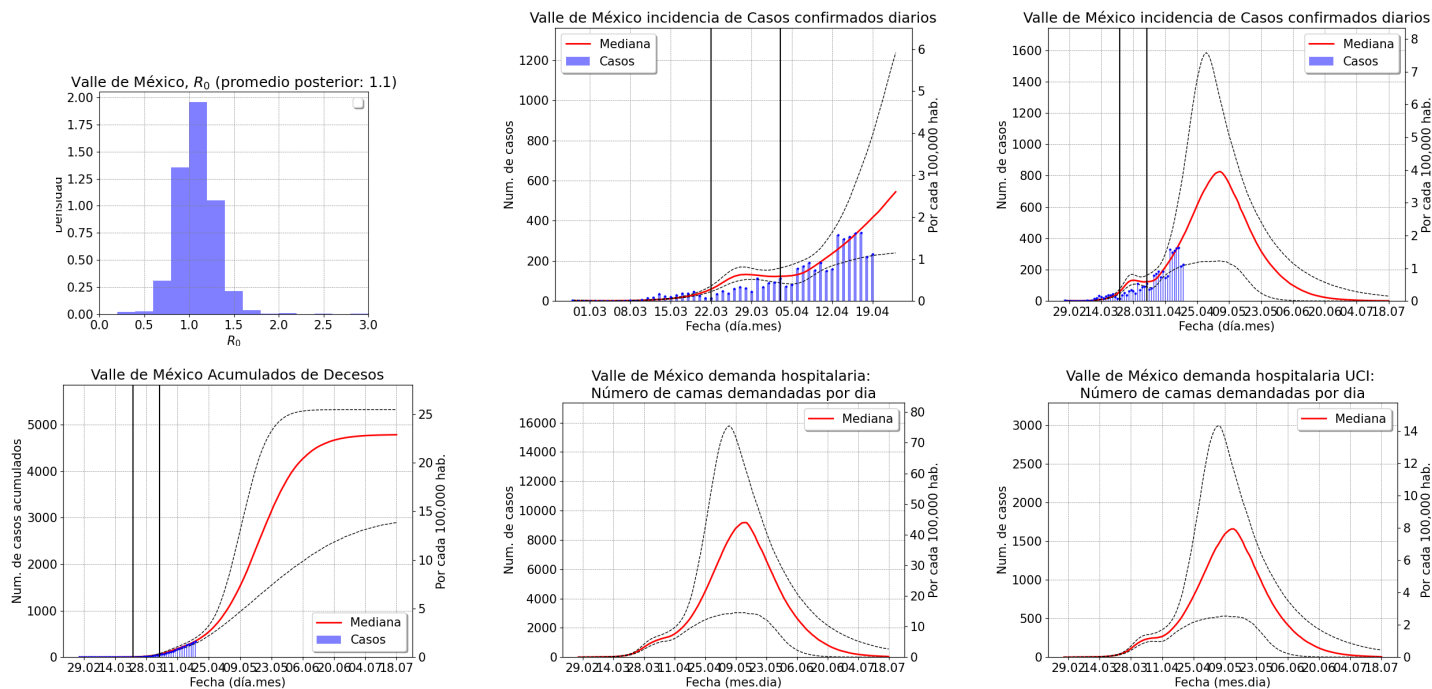 Valle de México, R₀ (promedio posterior: 1.1)
2.00
1.75
1.50
1.25
1.00
0.75
0.50
0.25
0.00
Densidad
0.0 0.5 1.0 1.5 2.0 2.5 3.0
R₀
Valle de México incidencia de Casos confirmados diarios
Mediana
Casos
1200
1000
800
600
400
200
0
Num. de casos
6
5
4
3
2
1
0
Por cada 100,000 hab.
01.03 08.03 15.03 22.03 29.03 05.04 12.04 19.04
Fecha (día.mes)
Valle de México incidencia de Casos confirmados diarios
Mediana
Casos
1600
1400
1200
1000
800
600
400
200
0
Num. de casos
8
7
6
5
4
3
2
1
0
Por cada 100,000 hab.
29.02 14.03 28.03 11.04 25.04 09.05 23.05 06.06 20.06 04.07 18.07
Fecha (día.mes)
Valle de México Acumulados de Decesos
5000
4000
3000
2000
1000
0
Num. de casos acumulados
25
20
15
10
5
0
Por cada 100,000 hab.
Mediana
Casos
29.02 14.03 28.03 11.04 25.04 09.05 23.05 06.06 20.06 04.07 18.07
Fecha (día.mes)
Valle de México demanda hospitalaria:
Número de camas demandadas por dia
Mediana
16000
14000
12000
10000
8000
6000
4000
2000
0
Num. de casos
80
70
60
50
40
30
20
10
0
Por cada 100,000 hab.
29.02 14.03 28.03 11.04 25.04 09.05 23.05 06.06 20.06 04.07 18.07
Fecha (mes.dia)
Valle de México demanda hospitalaria UCI:
Número de camas demandadas por dia
Mediana
3000
2500
2000
1500
1000
500
0
Num. de casos
14
12
10
8
6
4
2
0
Por cada 100,000 hab.
29.02 14.03 28.03 11.04 25.04 09.05 23.05 06.06 20.06 04.07 18.07
Fecha (mes.dia)